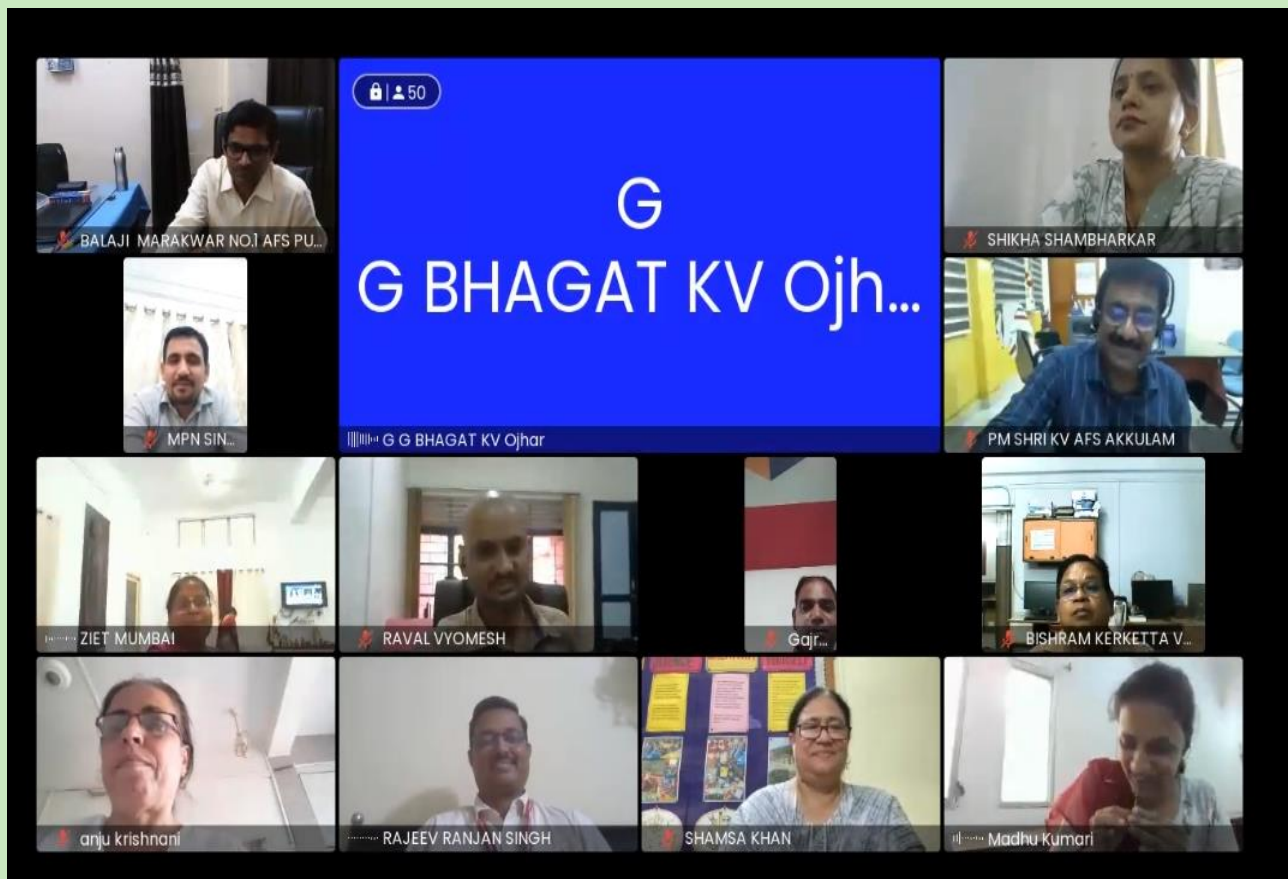 50
G
G BHAGAT KV Ojh...
BALAJI MARAKWAR NO.1 AFS PU...
SHIKHA SHAMBHARKAR
MPN SIN...
G G BHAGAT KV Ojhar
PM SHRI KV AFS AKKULAM
ZIET MUMBAI
RAVAL VYOMESH
Gajr...
BISHRAM KERKETTA V...
anju krishnani
RAJEEV RANJAN SINGH
SHAMSA KHAN
Madhu Kumari